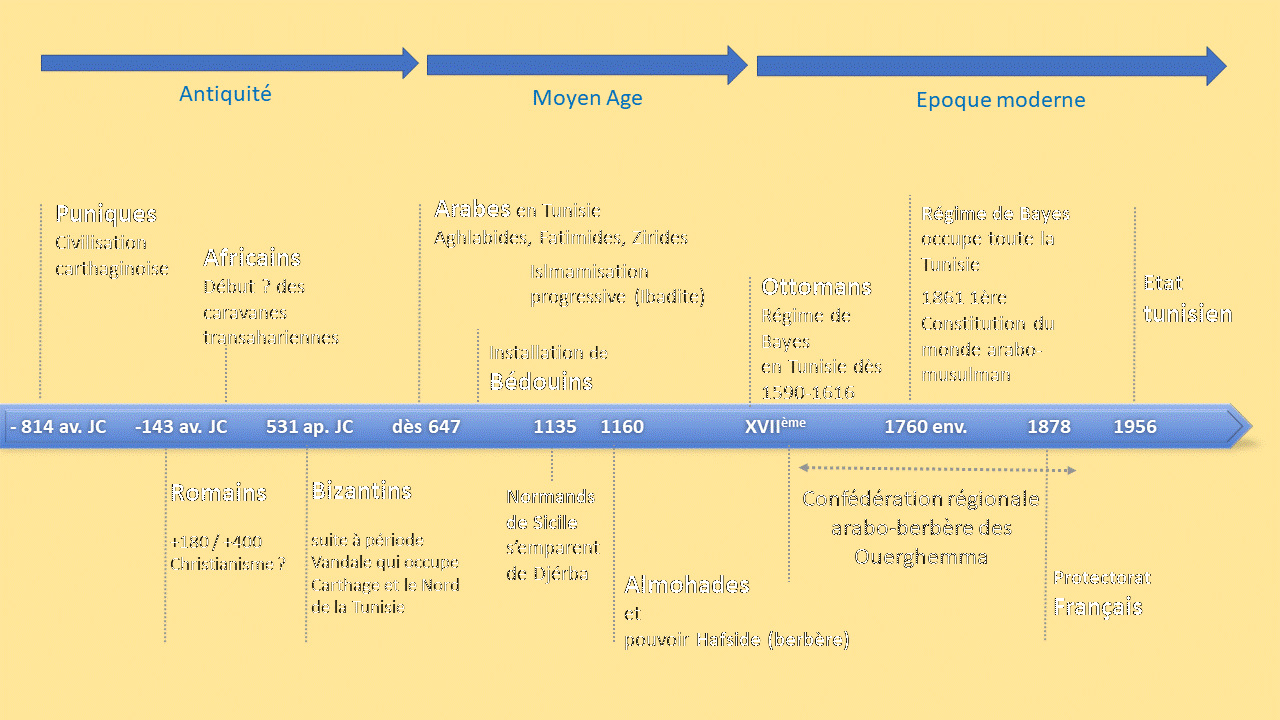 Antiquité
Moyen Age
Epoque moderne
Puniques
Civilisation
carthaginoise
Africains
Début ? des
caravanes
transahariennes
Arabes en Tunisie
Aghlabides, Fatimides, Zirides
Islmamisation
progressive (Ibadite)
Installation de
Bédouins
Ottomans
Régime de
Bayes
en Tunisie dès
1590-1616
Régime de Bayes
occupe toute la
Tunisie
1861 1ère
Constitution du
monde arabo-
musulman
Etat
tunisien
- 814 av. JC
-143 av. JC
531 ap. JC
dès 647
1135
1160
XVIIème
1760 env.
1878
1956
Romains
+180 / +400
Christianisme ?
Bizantins
suite à période
Vandale qui occupe
Carthage et le Nord
de la Tunisie
Normands
de Sicile
s'emparent
de Djérba
Almohades
et
pouvoir Hafside (berbère)
Confédération régionale
arabo-berbère des
Ouerghemma
Protectorat
Français